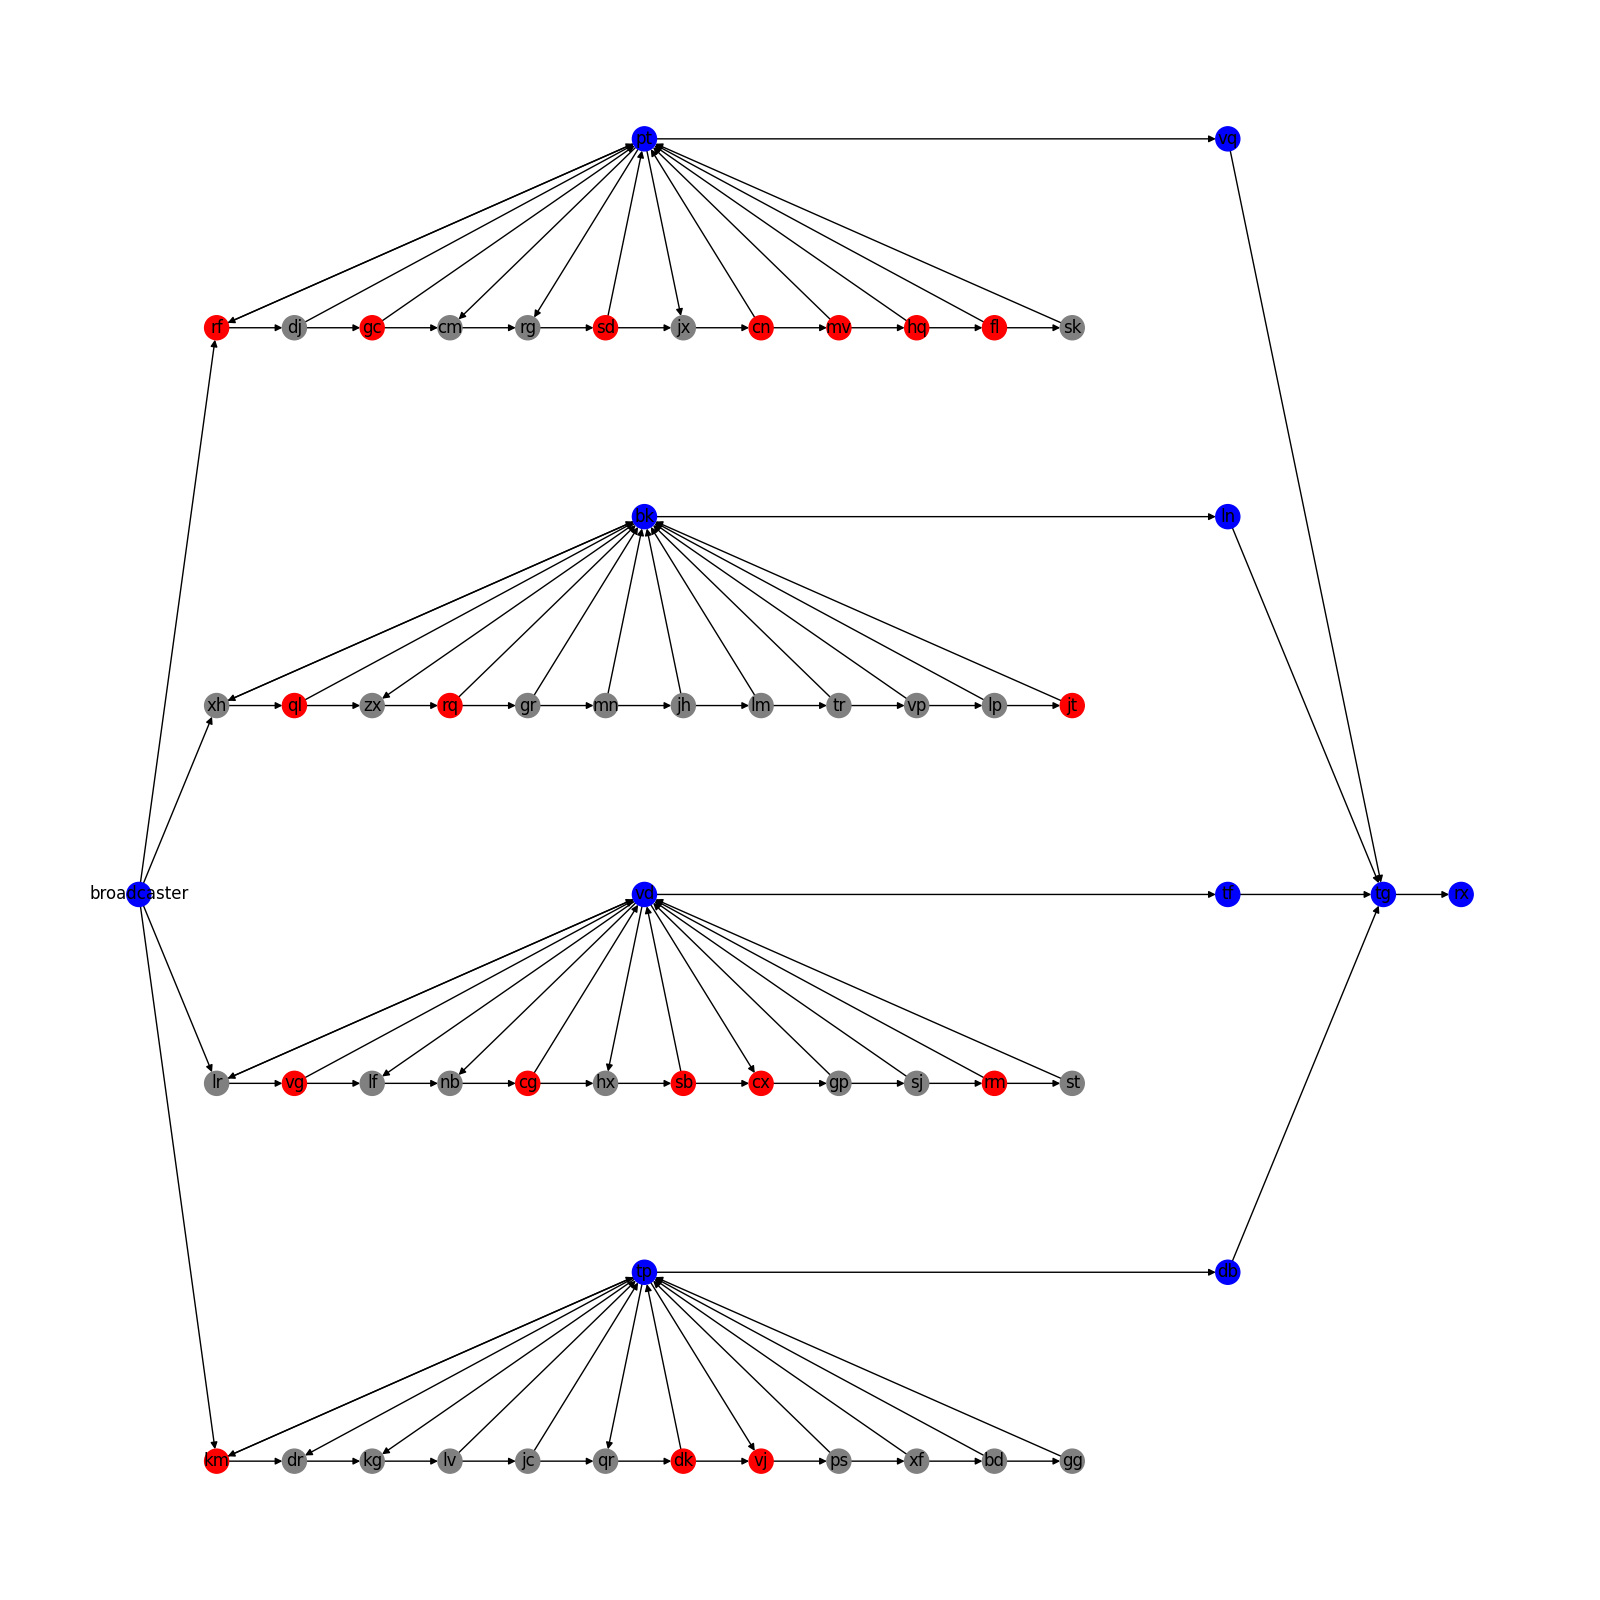 pt vq
rf dj gc cm rg sd jx cn mv hq fl sk
bk ln
xh ql zx rq gr mn jh lm tr vp lp jt
broadcaster vd tf tg rx
lr vg lf nb cg hx sb cx gp sj rm st
tp db
km dr kg lv jc qr dk vj ps xf bd gg